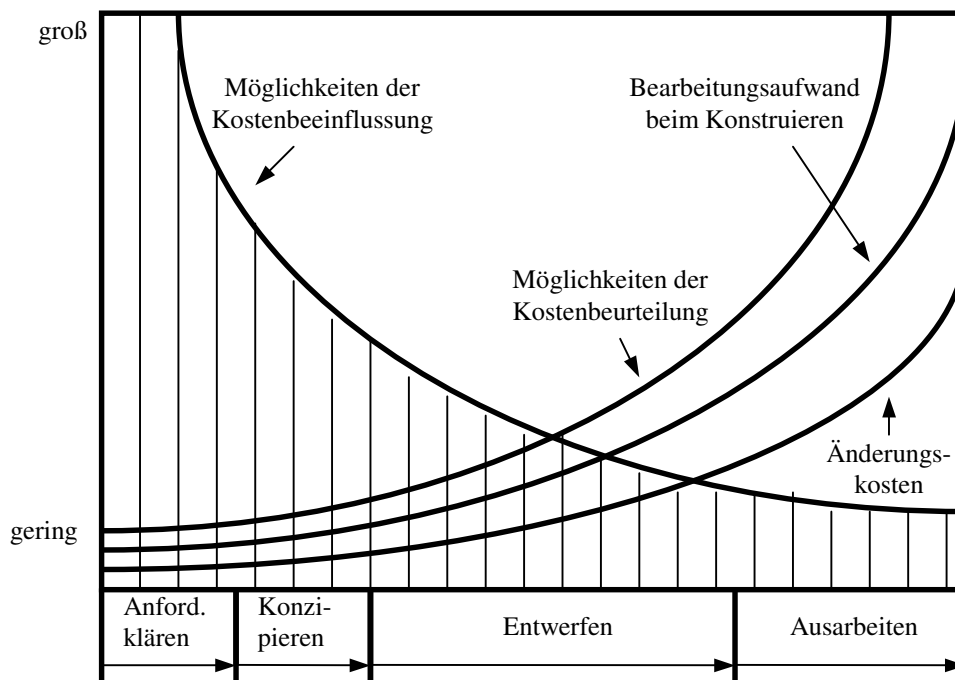 groß
Möglichkeiten der
Kostenbeeinflussung
Bearbeitungsaufwand
beim Konstruieren
Möglichkeiten der
Kostenbeurteilung
Änderungs-
kosten
gering
Anford.
klären
Konzi-
pieren
Entwerfen
Ausarbeiten